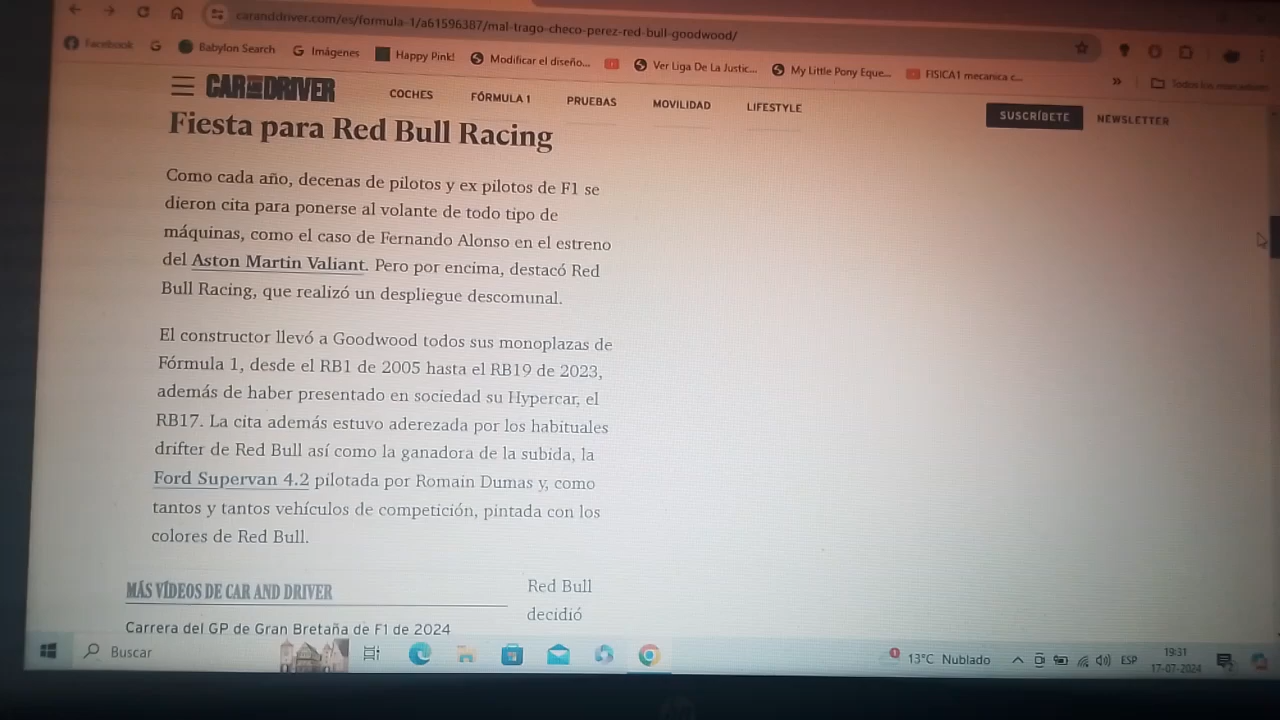 caranddriver.com/es/formula-1/a61596387/mal-trago-checo-perez-red-bull-goodwood/
Facebook G Babylon Search G Imágenes Happy Pink! Modificar el diseño... Ver Liga De La Justic... My Little Pony Eque... FISICA1 mecanica c... » Todos los marcadores
CAR AND DRIVER COCHES FÓRMULA 1 PRUEBAS MOVILIDAD LIFESTYLE SUSCRÍBETE NEWSLETTER
Fiesta para Red Bull Racing
Como cada año, decenas de pilotos y ex pilotos de F1 se
dieron cita para ponerse al volante de todo tipo de
máquinas, como el caso de Fernando Alonso en el estreno
del Aston Martin Valiant. Pero por encima, destacó Red
Bull Racing, que realizó un despliegue descomunal.
El constructor llevó a Goodwood todos sus monoplazas de
Fórmula 1, desde el RB1 de 2005 hasta el RB19 de 2023,
además de haber presentado en sociedad su Hypercar, el
RB17. La cita además estuvo aderezada por los habituales
drifter de Red Bull así como la ganadora de la subida, la
Ford Supervan 4.2 pilotada por Romain Dumas y, como
tantos y tantos vehículos de competición, pintada con los
colores de Red Bull.
MÁS VÍDEOS DE CAR AND DRIVER
Carrera del GP de Gran Bretaña de F1 de 2024
Red Bull
decidió
Buscar 13°C Nublado ESP 19:31
17-07-2024